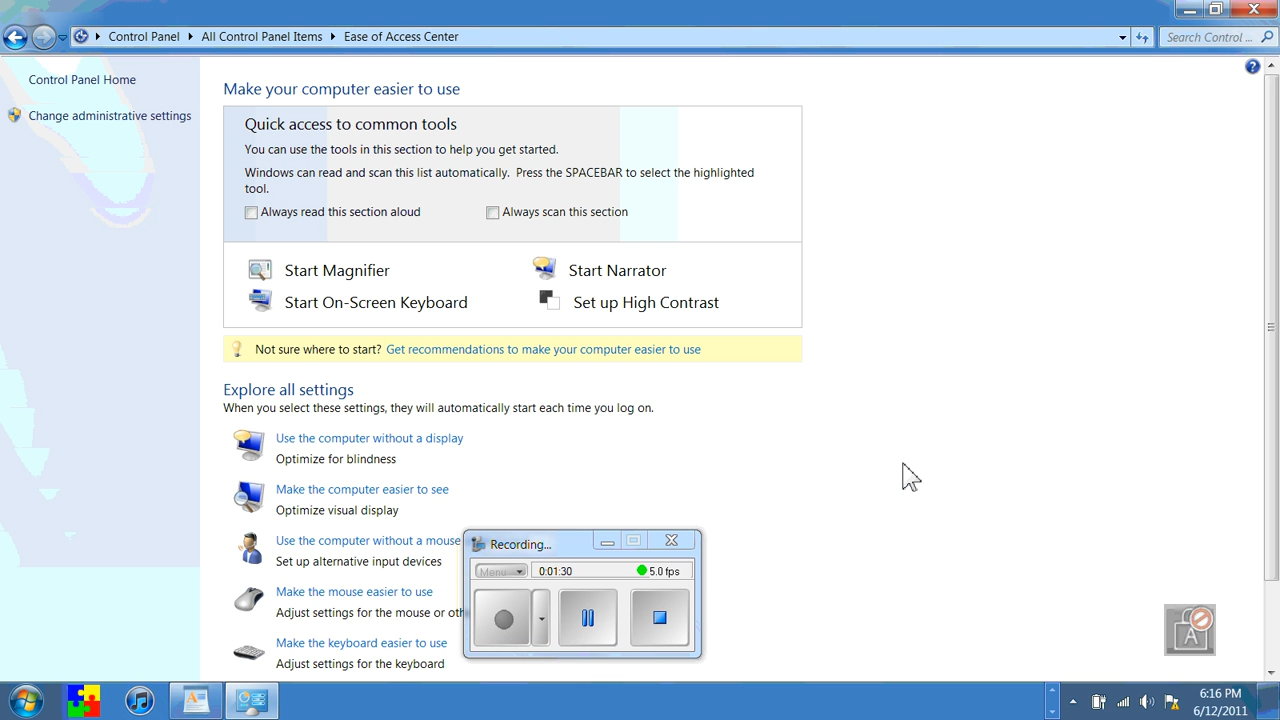 Control Panel
All Control Panel Items
Ease of Access Center
Search Control ...
Control Panel Home
Change administrative settings
Make your computer easier to use
Quick access to common tools
You can use the tools in this section to help you get started.
Windows can read and scan this list automatically.  Press the SPACEBAR to select the highlighted
tool.
Always read this section aloud
Always scan this section
Start Magnifier
Start Narrator
Start On-Screen Keyboard
Set up High Contrast
Not sure where to start? Get recommendations to make your computer easier to use
Explore all settings
When you select these settings, they will automatically start each time you log on.
Use the computer without a display
Optimize for blindness
Make the computer easier to see
Optimize visual display
Use the computer without a mouse
Set up alternative input devices
Make the mouse easier to use
Adjust settings for the mouse or oth
Make the keyboard easier to use
Adjust settings for the keyboard
Recording...
Menu
0:01:30
5.0 fps
A
6:16 PM
6/12/2011